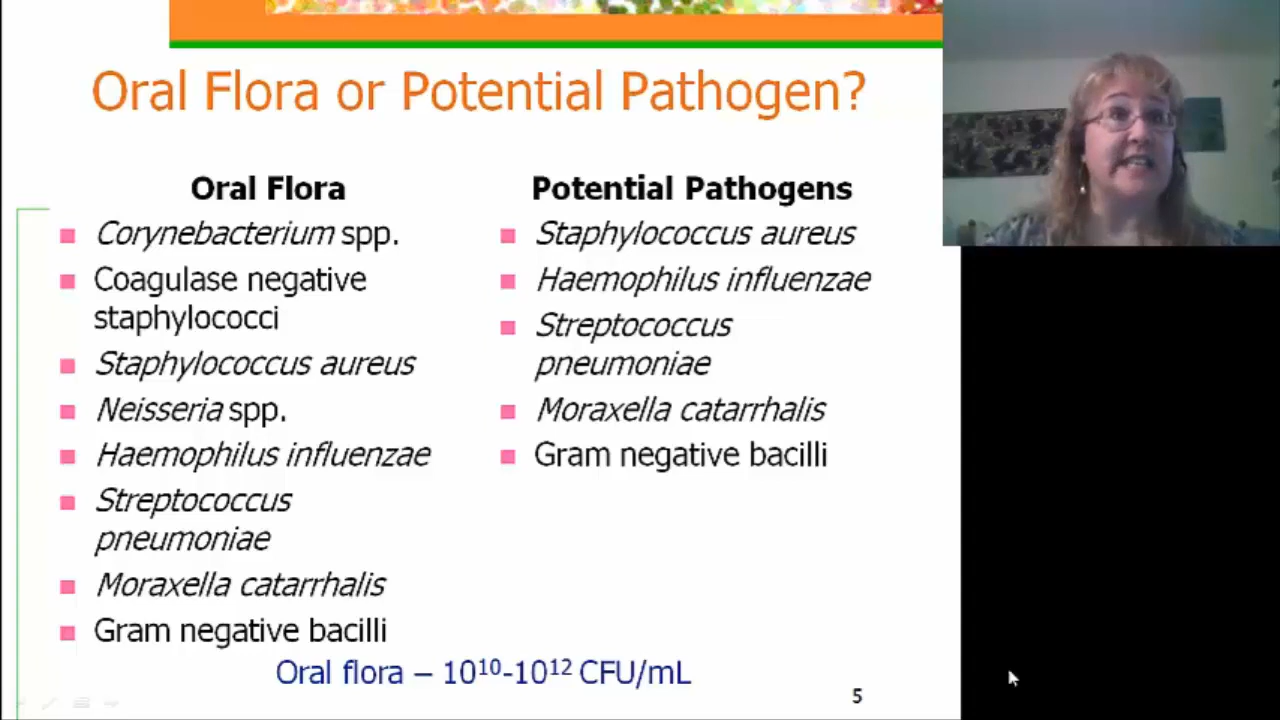 Oral Flora or Potential Pathogen?
Oral Flora
Corynebacterium spp.
Coagulase negative
staphylococci
Staphylococcus aureus
Neisseria spp.
Haemophilus influenzae
Streptococcus
pneumoniae
Moraxella catarrhalis
Gram negative bacilli
Potential Pathogens
Staphylococcus aureus
Haemophilus influenzae
Streptococcus
pneumoniae
Moraxella catarrhalis
Gram negative bacilli
Oral flora – 10¹⁰-10¹² CFU/mL
5